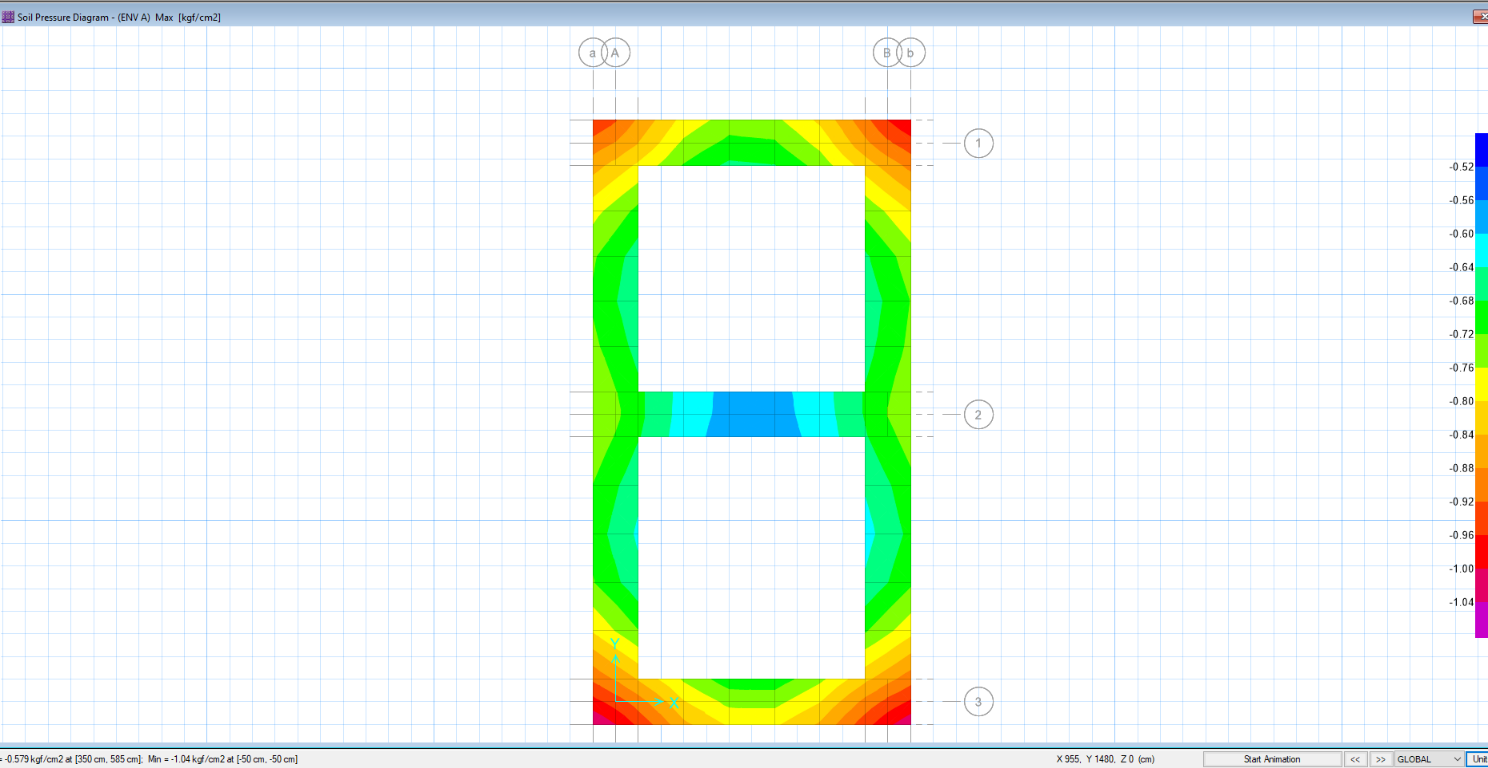 Soil Pressure Diagram - (ENV A) Max [kgf/cm2]
a A B b
1
2
3
Y
X
-0.52
-0.56
-0.60
-0.64
-0.68
-0.72
-0.76
-0.80
-0.84
-0.88
-0.92
-0.96
-1.00
-1.04
= -0.579 kgf/cm2 at [350 cm, 585 cm]; Min = -1.04 kgf/cm2 at [-50 cm, -50 cm]
X 955, Y 1480, Z 0 (cm)
Start Animation
<<
>>
GLOBAL
Unit